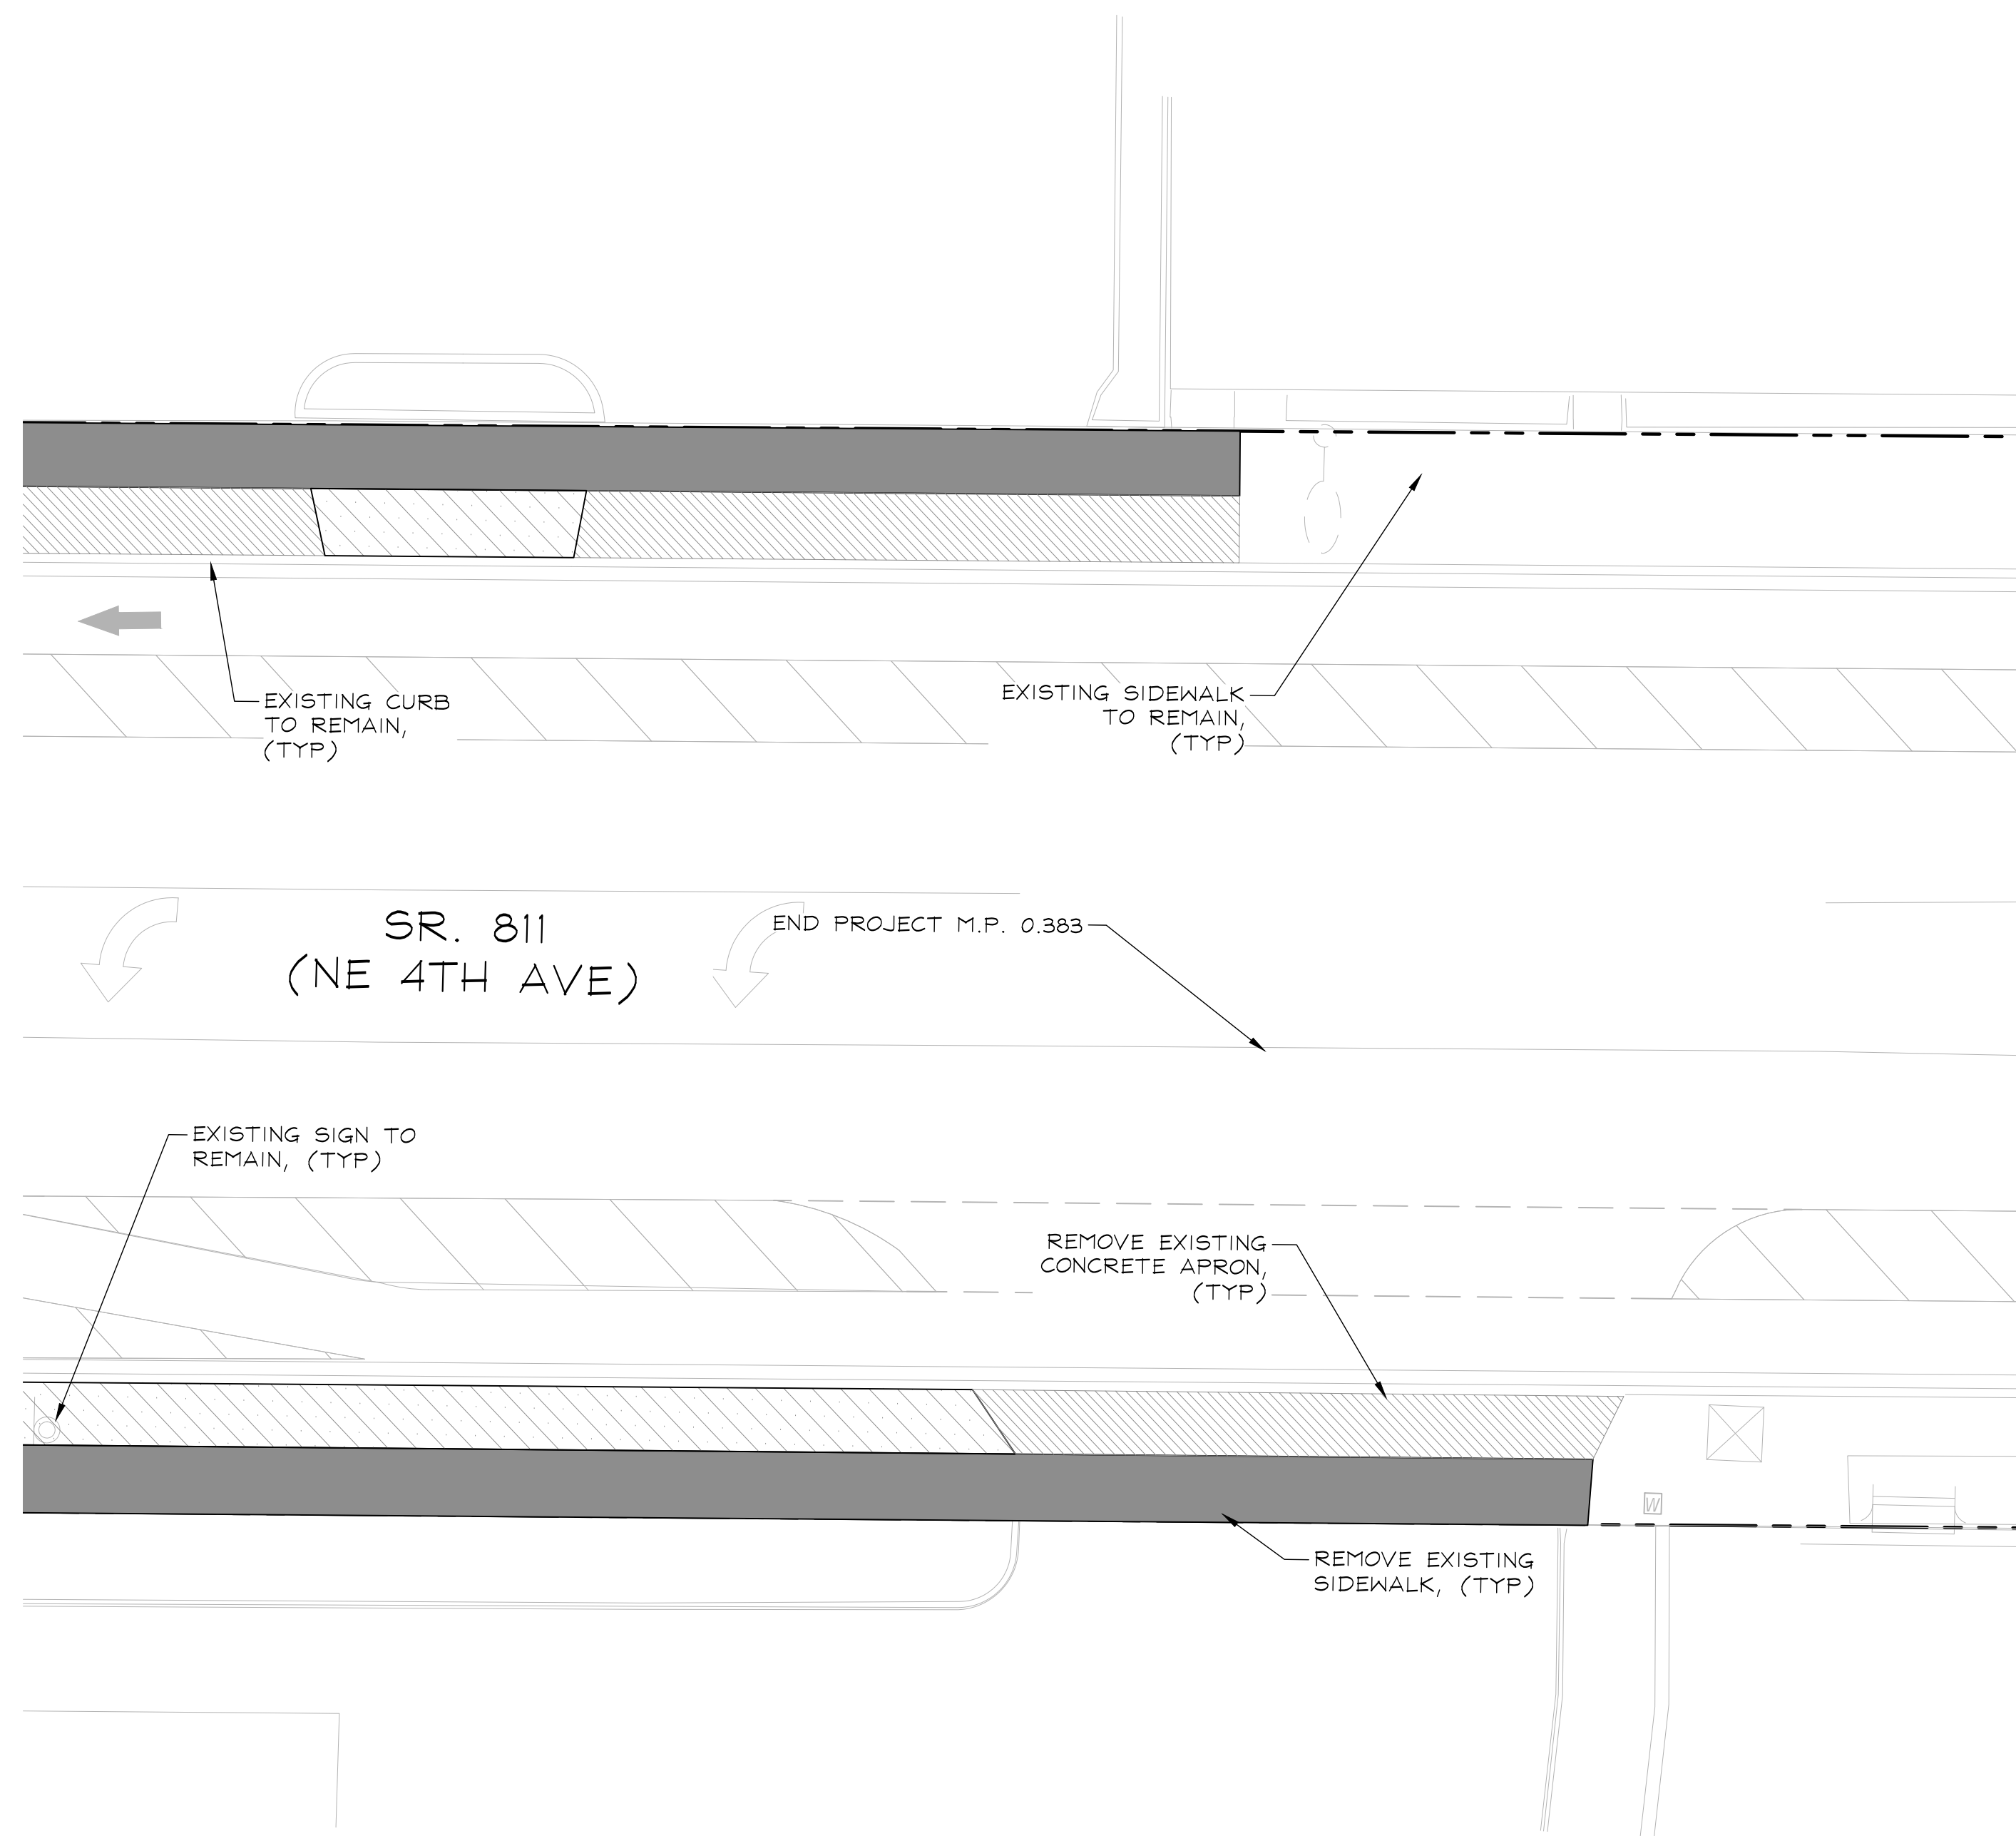 EXISTING CURB
TO REMAIN,
(TYP)
EXISTING SIDEWALK
TO REMAIN,
(TYP)
SR. 811
(NE 4TH AVE)
END PROJECT M.P. 0.383
EXISTING SIGN TO
REMAIN, (TYP)
REMOVE EXISTING
CONCRETE APRON,
(TYP)
W
REMOVE EXISTING
SIDEWALK, (TYP)